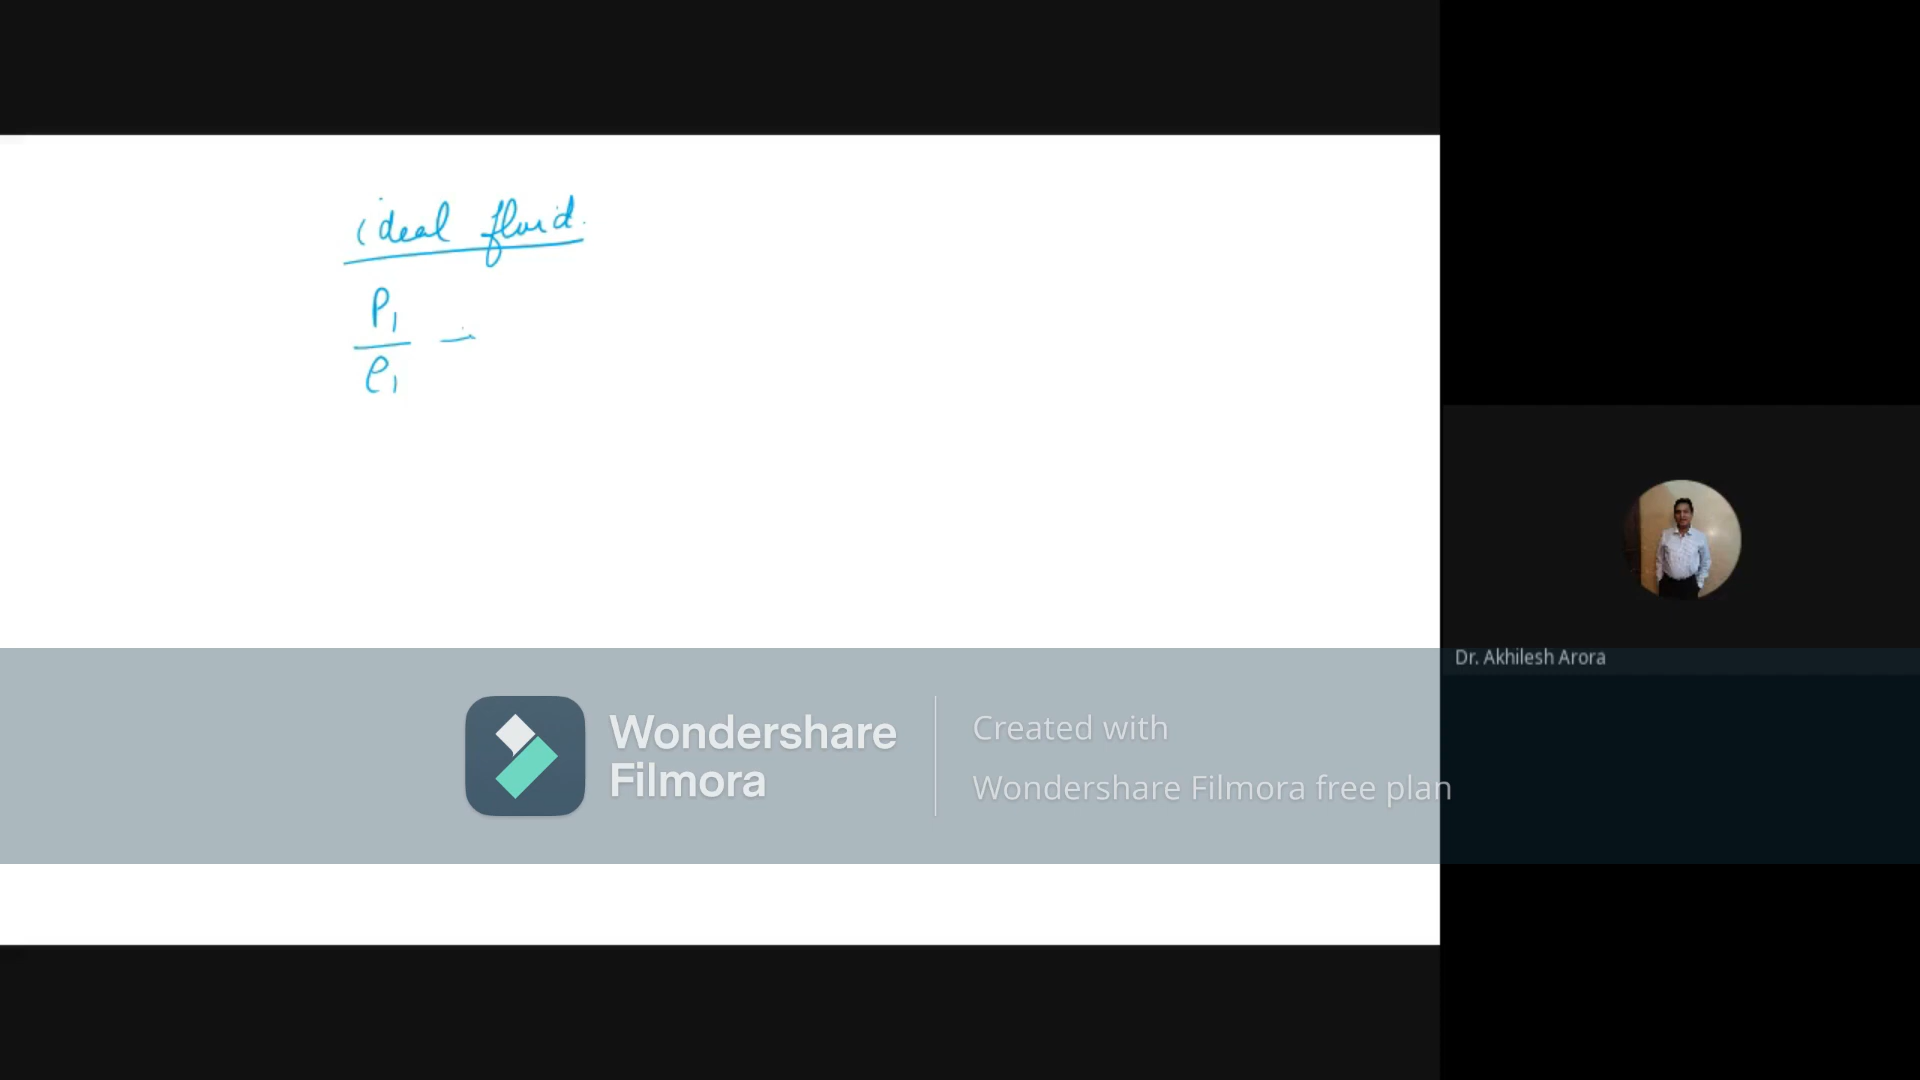 ideal fluid.
P₁
ρ₁
Dr. Akhilesh Arora
Wondershare
Filmora
Created with
Wondershare Filmora free plan